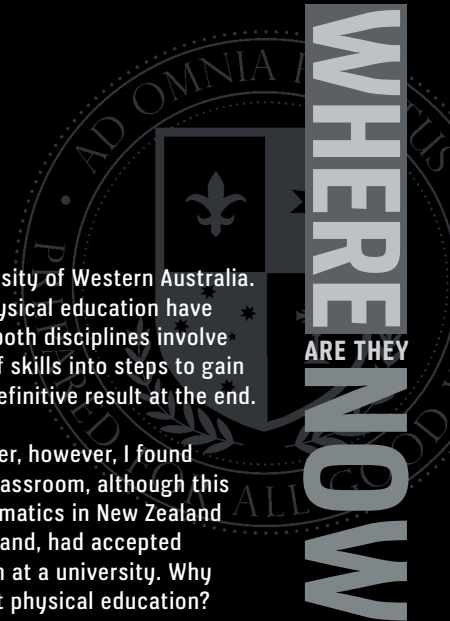 sity of Western Australia.
ysical education have
both disciplines involve
f skills into steps to gain
efinitive result at the end.
er, however, I found
assroom, although this
matics in New Zealand
and, had accepted
n at a university. Why
t physical education?
WHERE
ARE THEY
NOW
AD OMNIA
ALL GOOD